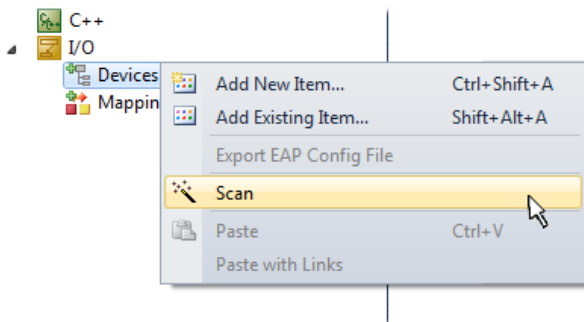 C++
I/O
Devices
Mappin
Add New Item... Ctrl+Shift+A
Add Existing Item... Shift+Alt+A
Export EAP Config File
Scan
Paste Ctrl+V
Paste with Links